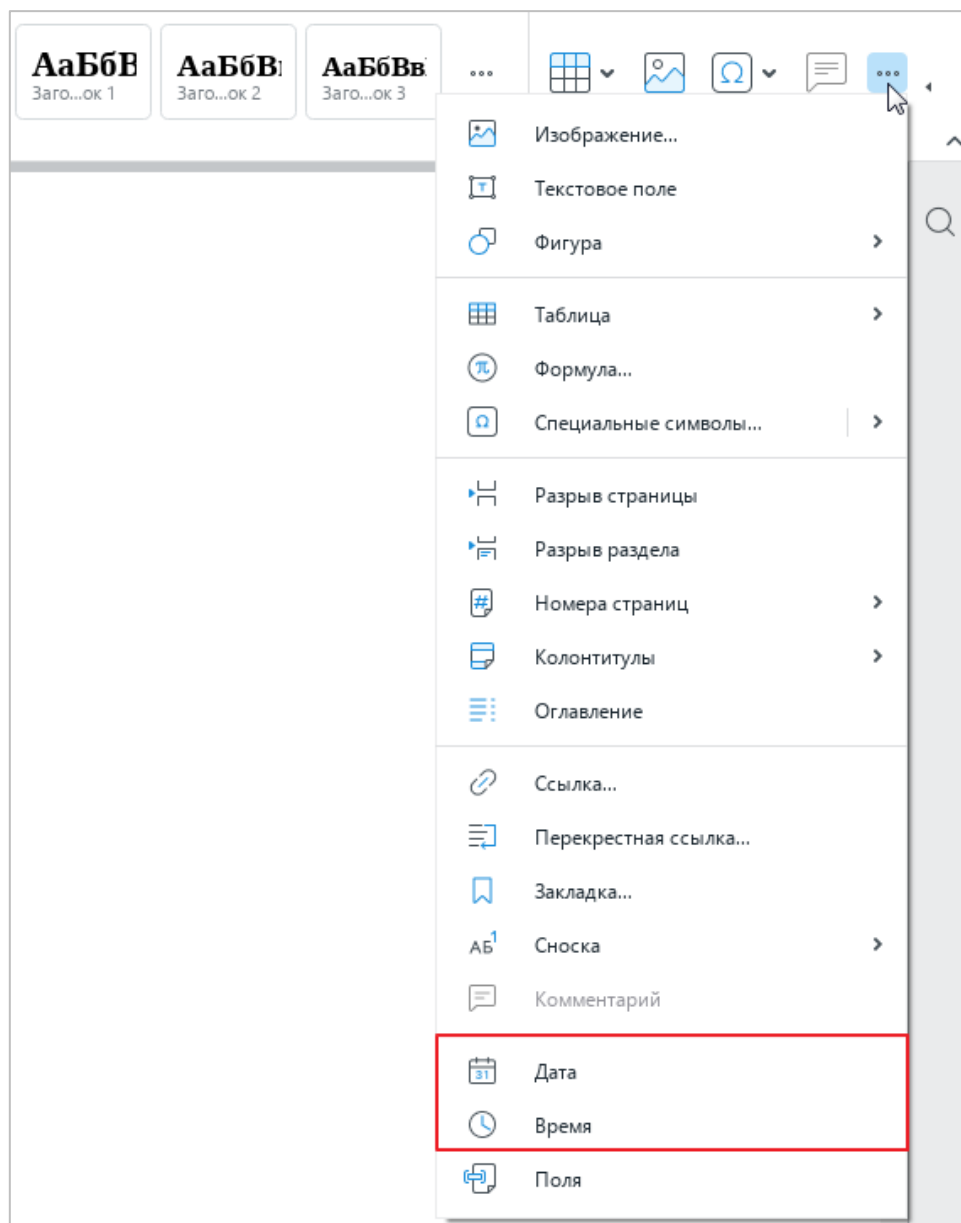 АаБбВ
АаБбВ
АаБбВв
Заго...ок 1
Заго...ок 2
Заго...ок 3
Изображение...
Текстовое поле
Фигура
Таблица
Формула...
Специальные символы...
Разрыв страницы
Разрыв раздела
Номера страниц
Колонтитулы
Оглавление
Ссылка...
Перекрестная ссылка...
Закладка...
АБ1 Сноска
Комментарий
31 Дата
Время
Поля